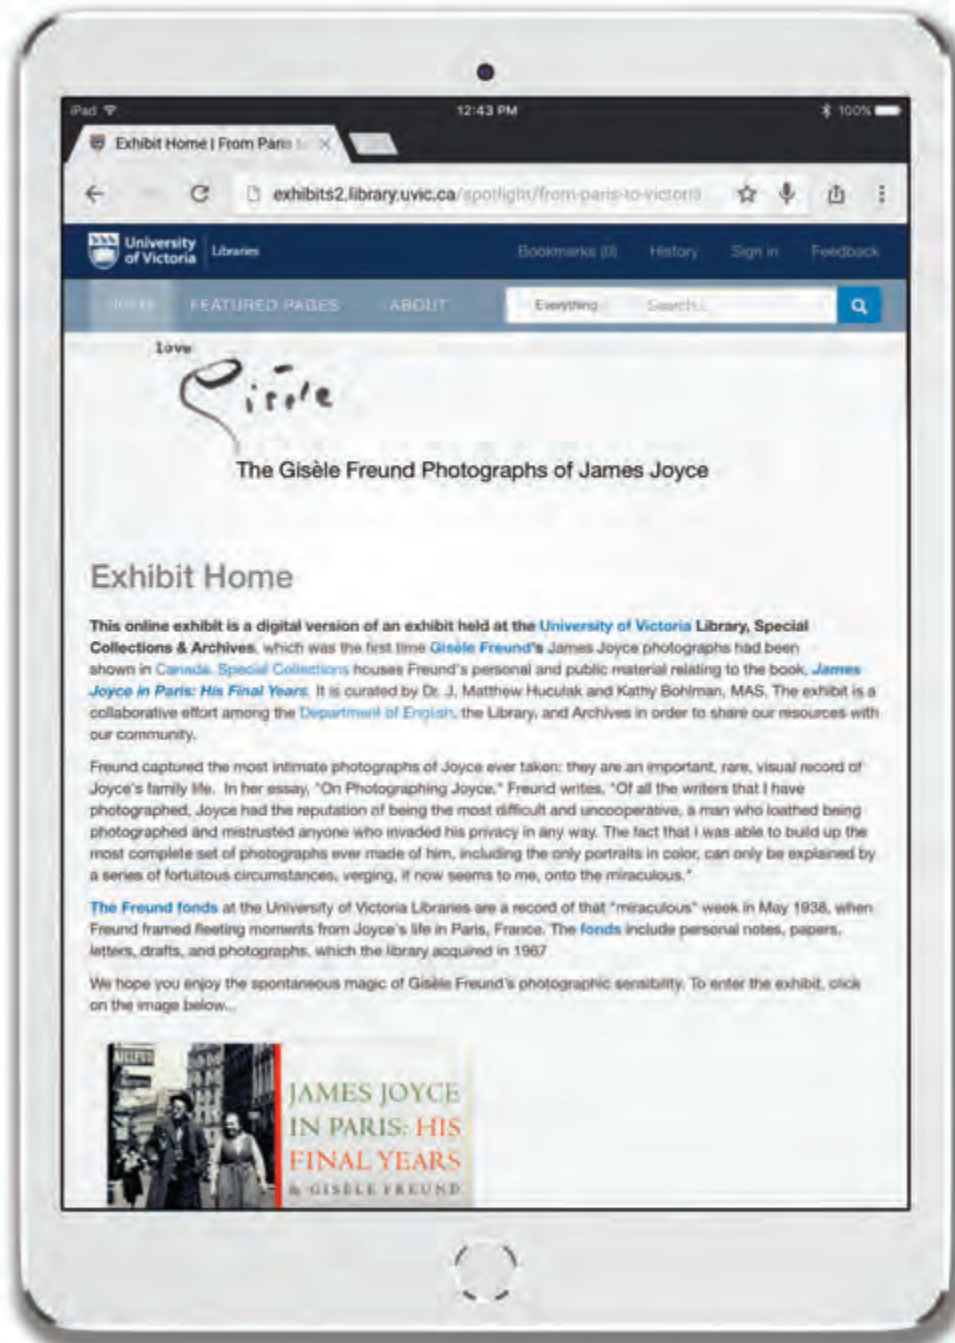 iPad 12:43 PM 100%
Exhibit Home | From Paris t
exhibits2.library.uvic.ca/spotlight/from-paris-to-victoria
University
of Victoria Libraries Bookmarks (0) History Sign in Feedback
HOME FEATURED PAGES ABOUT Everything Search...
love
Gisèle
The Gisèle Freund Photographs of James Joyce
Exhibit Home
This online exhibit is a digital version of an exhibit held at the University of Victoria Library, Special
Collections & Archives, which was the first time Gisèle Freund's James Joyce photographs had been
shown in Canada. Special Collections houses Freund's personal and public material relating to the book, James
Joyce in Paris: His Final Years. It is curated by Dr. J. Matthew Huculak and Kathy Bohlman, MAS. The exhibit is a
collaborative effort among the Department of English, the Library, and Archives in order to share our resources with
our community.
Freund captured the most intimate photographs of Joyce ever taken: they are an important, rare, visual record of
Joyce's family life. In her essay, "On Photographing Joyce," Freund writes, "Of all the writers that I have
photographed, Joyce had the reputation of being the most difficult and uncooperative, a man who loathed being
photographed and mistrusted anyone who invaded his privacy in any way. The fact that I was able to build up the
most complete set of photographs ever made of him, including the only portraits in color, can only be explained by
a series of fortuitous circumstances, verging, it now seems to me, onto the miraculous."
The Freund fonds at the University of Victoria Libraries are a record of that "miraculous" week in May 1938, when
Freund framed fleeting moments from Joyce's life in Paris, France. The fonds include personal notes, papers,
letters, drafts, and photographs, which the library acquired in 1967
We hope you enjoy the spontaneous magic of Gisèle Freund's photographic sensibility. To enter the exhibit, click
on the image below...
JAMES JOYCE
IN PARIS: HIS
FINAL YEARS
& GISÈLE FREUND